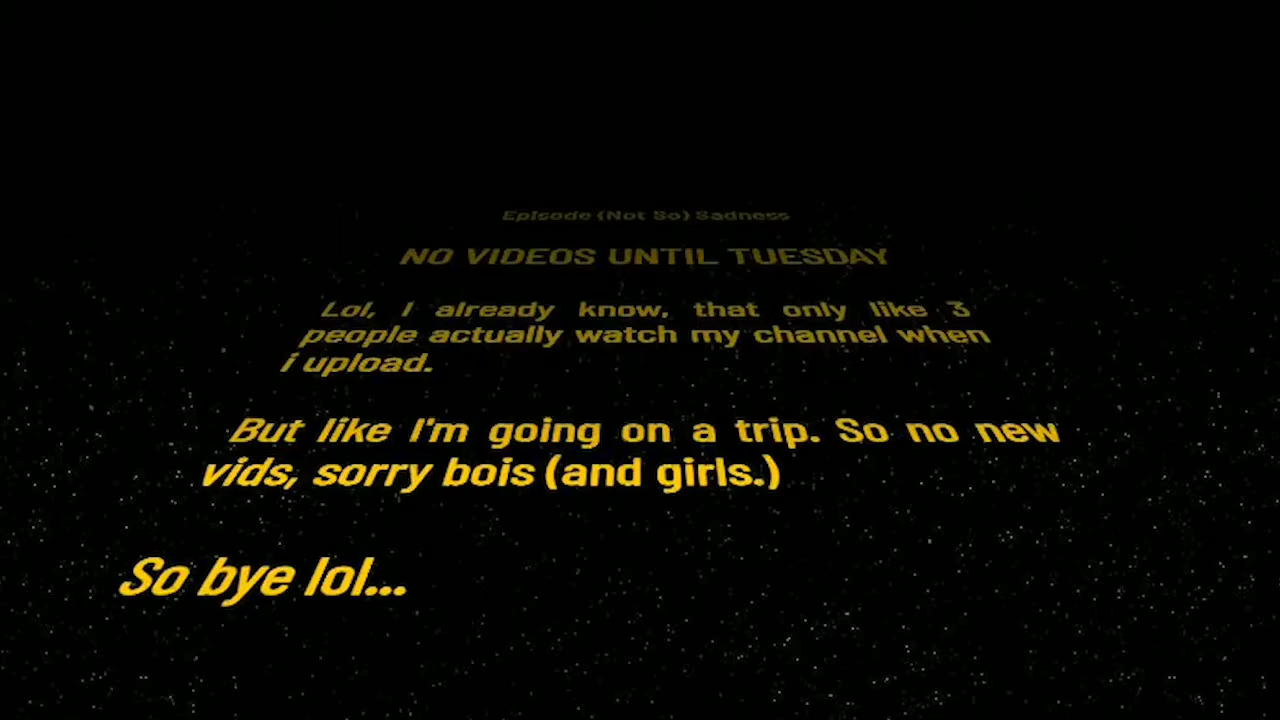 Episode (Not So) Sadness
NO VIDEOS UNTIL TUESDAY
Lol, I already know, that only like 3
people actually watch my channel when
i upload.
But like I'm going on a trip. So no new
vids, sorry bois (and girls.)
So bye lol...